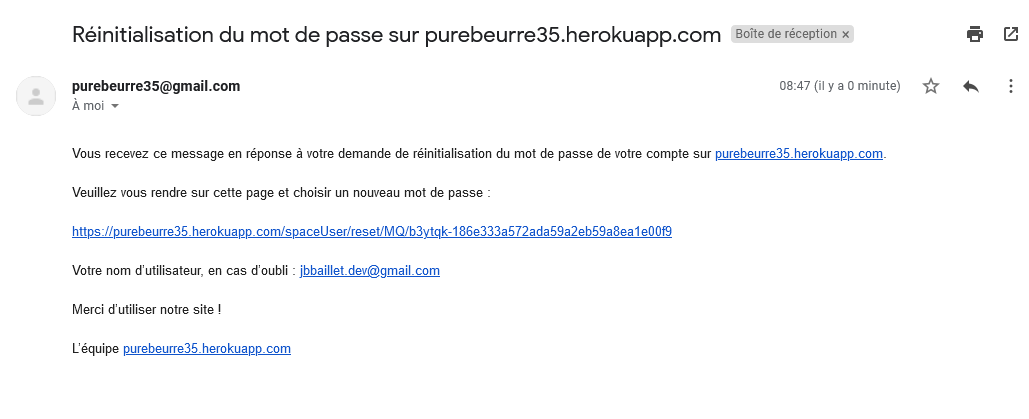 Réinitialisation du mot de passe sur purebeurre35.herokuapp.com Boîte de réception ×
purebeurre35@gmail.com 08:47 (il y a 0 minute)
À moi
Vous recevez ce message en réponse à votre demande de réinitialisation du mot de passe de votre compte sur purebeurre35.herokuapp.com.
Veuillez vous rendre sur cette page et choisir un nouveau mot de passe :
https://purebeurre35.herokuapp.com/spaceUser/reset/MQ/b3ytqk-186e333a572ada59a2eb59a8ea1e00f9
Votre nom d'utilisateur, en cas d'oubli : jbbaillet.dev@gmail.com
Merci d'utiliser notre site !
L'équipe purebeurre35.herokuapp.com